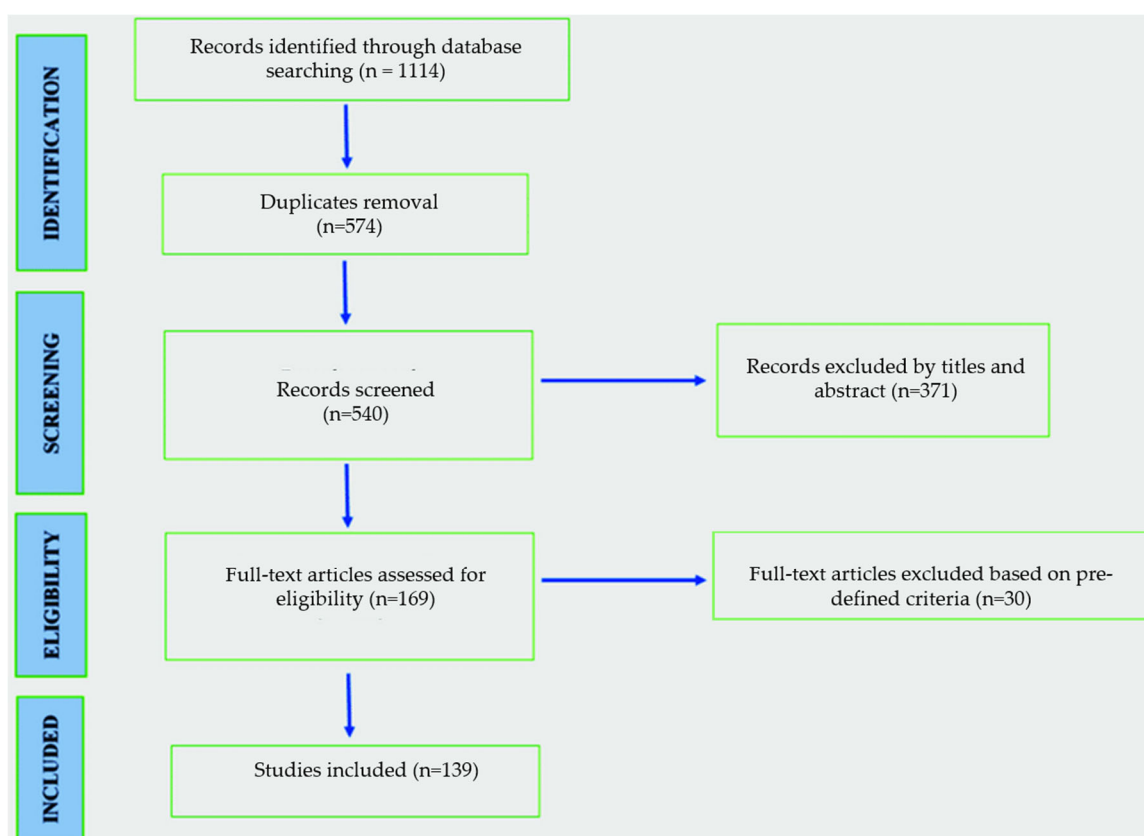 IDENTIFICATION
Records identified through database
searching (n = 1114)
Duplicates removal
(n=574)
SCREENING
Records screened
(n=540)
Records excluded by titles and
abstract (n=371)
ELIGIBILITY
Full-text articles assessed for
eligibility (n=169)
Full-text articles excluded based on pre-
defined criteria (n=30)
INCLUDED
Studies included (n=139)